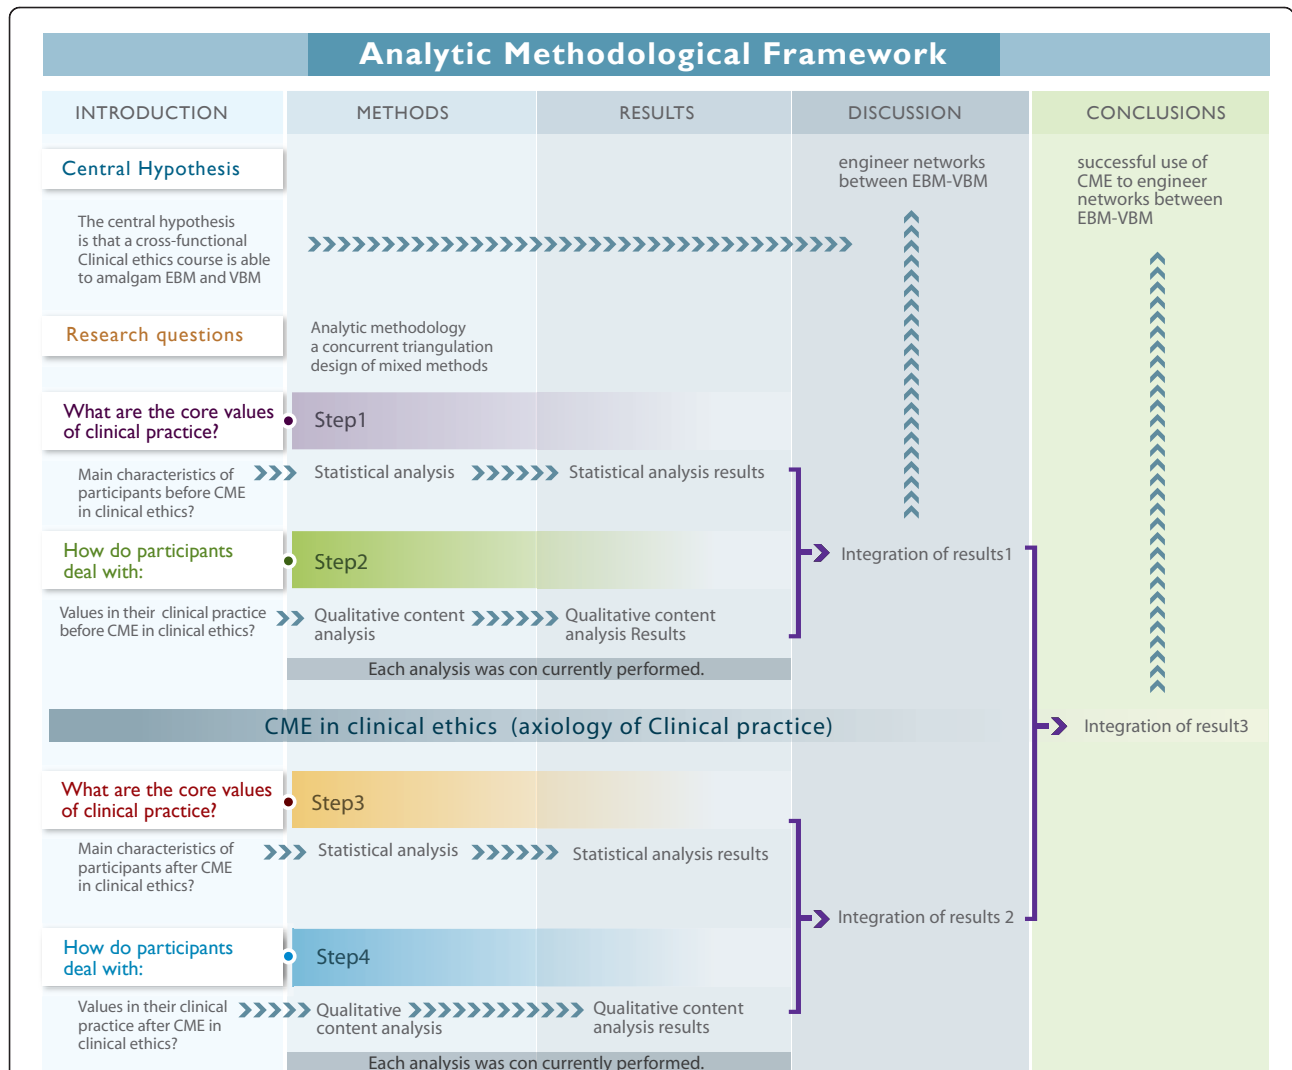 Analytic Methodological Framework
INTRODUCTION
METHODS
RESULTS
DISCUSSION
CONCLUSIONS
Central Hypothesis
The central hypothesis
is that a cross-functional
Clinical ethics course is able
to amalgam EBM and VBM
engineer networks
between EBM-VBM
successful use of
CME to engineer
networks between
EBM-VBM
Research questions
Analytic methodology
a concurrent triangulation
design of mixed methods
What are the core values
of clinical practice?
Step1
Main characteristics of
participants before CME
in clinical ethics?
Statistical analysis
Statistical analysis results
How do participants
deal with:
Step2
Integration of results1
Values in their clinical practice
before CME in clinical ethics?
Qualitative content
analysis
Qualitative content
analysis Results
Each analysis was con currently performed.
CME in clinical ethics (axiology of Clinical practice)
Integration of result3
What are the core values
of clinical practice?
Step3
Main characteristics of
participants after CME
in clinical ethics?
Statistical analysis
Statistical analysis results
Integration of results 2
How do participants
deal with:
Step4
Values in their clinical
practice after CME in
clinical ethics?
Qualitative
content analysis
Qualitative content
analysis results
Each analysis was con currently performed.